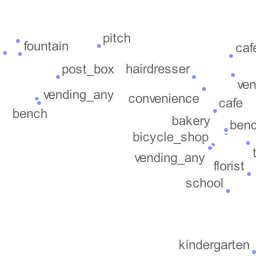 pitch
fountain
cafe
post_box
hairdresser
ven
vending_any
convenience
cafe
bench
bakery
benc
bicycle_shop
vending_any
t
florist
school
kindergarten